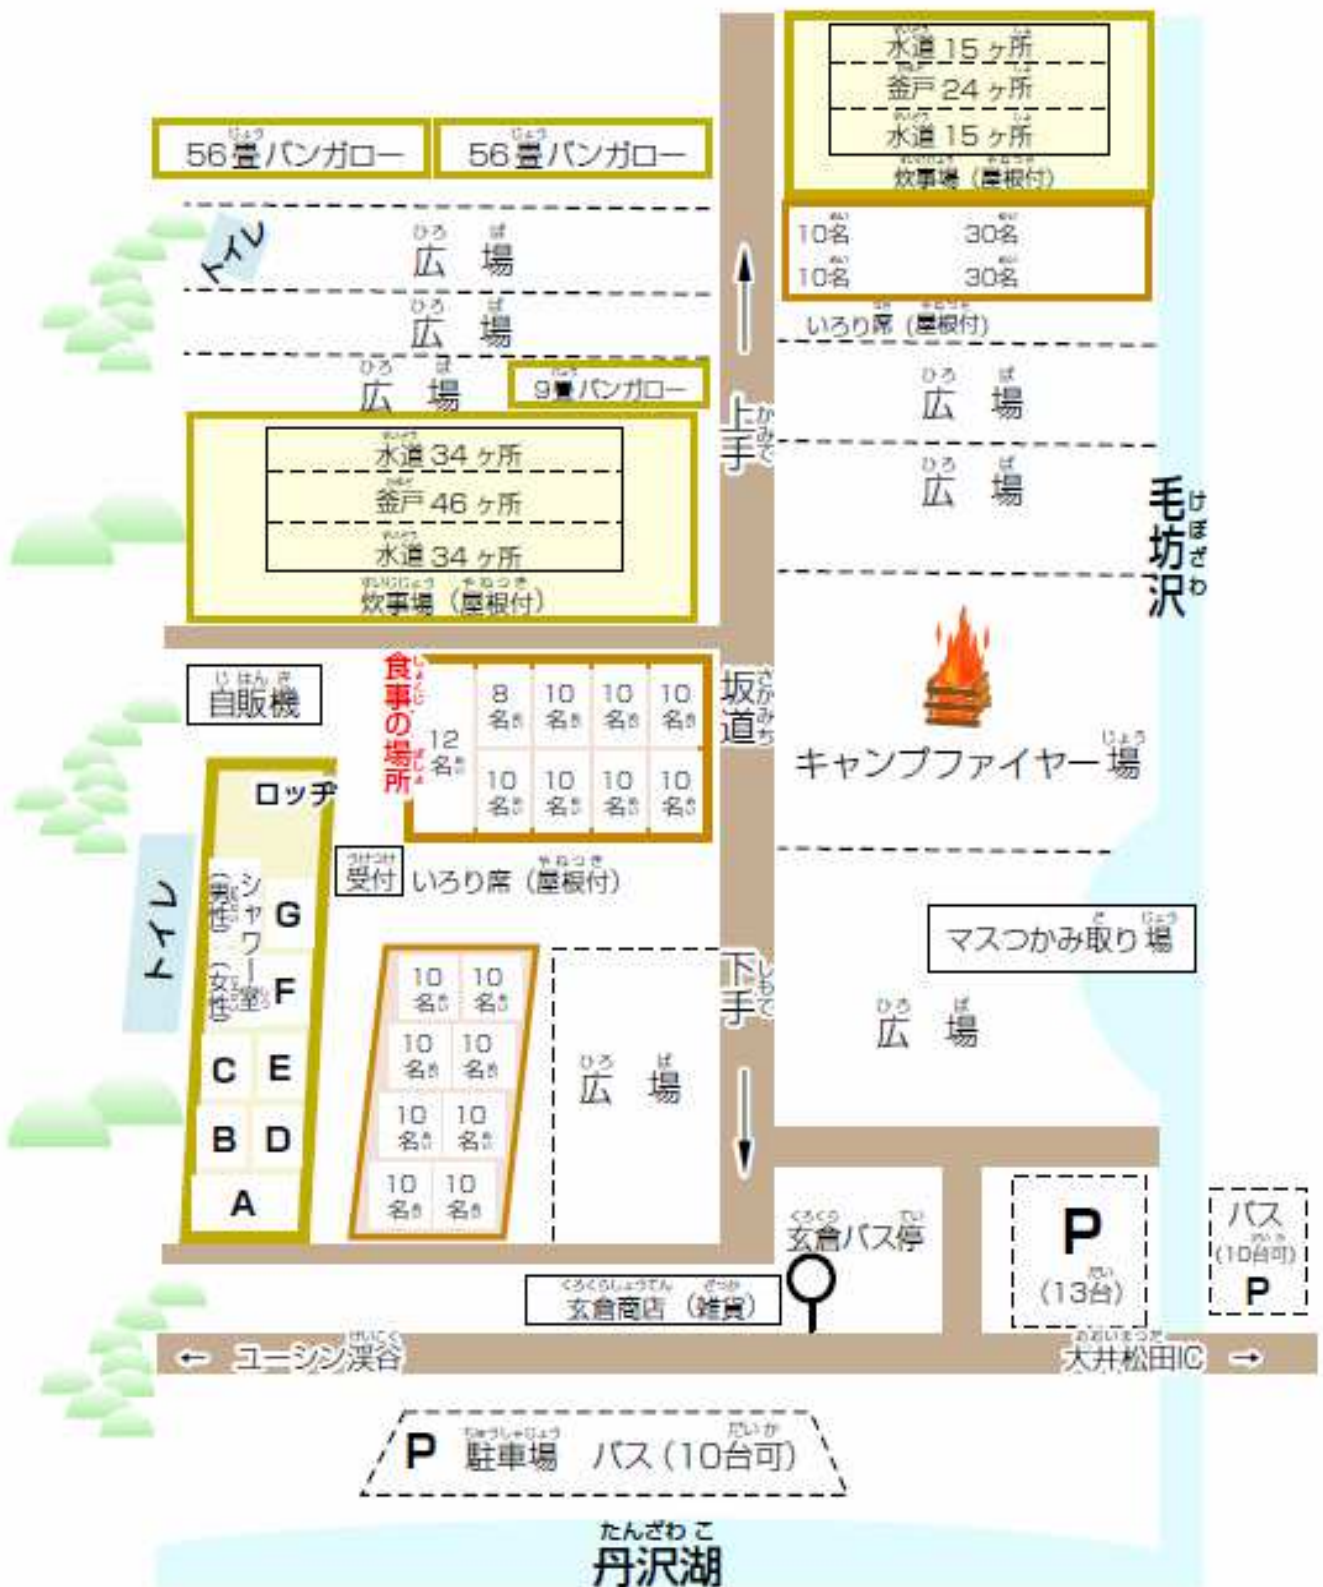 水道 15 ヶ所
釜戸 24 ヶ所
水道 15 ヶ所
炊事場（屋根付）
56畳バンガロー
56畳バンガロー
トイレ
広場
10名 30名
10名 30名
いろり席（屋根付）
広場
広場
9畳バンガロー
上手
広場
広場
水道 34 ヶ所
釜戸 46 ヶ所
水道 34 ヶ所
炊事場（屋根付）
毛坊沢
自販機
食事の場所
12名
8名 10名 10名 10名
10名 10名 10名 10名
坂道
キャンプファイヤー場
ロッヂ
受付
いろり席（屋根付）
トイレ
シャワー室
（男性）
（女性）
G
F
C E
B D
A
10名 10名
10名 10名
10名 10名
10名 10名
広場
下手
マスつかみ取り場
広場
玄倉バス停
P
(13台)
バス
(10台可)
P
玄倉商店（雑貨）
← ユーシン渓谷
大井松田IC →
P 駐車場 バス（10台可）
丹沢湖